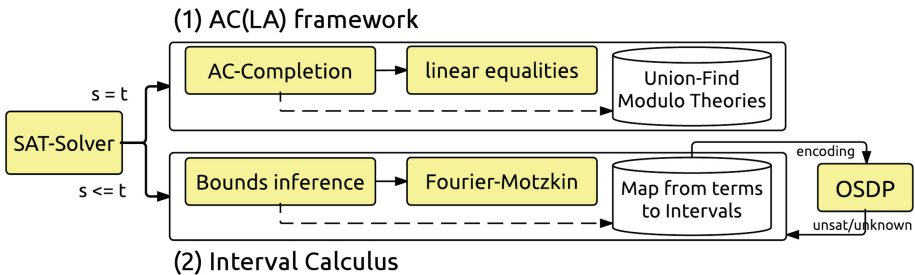 (1) AC(LA) framework
AC-Completion
linear equalities
Union-Find
Modulo Theories
s = t
SAT-Solver
s <= t
Bounds inference
Fourier-Motzkin
Map from terms
to Intervals
encoding
OSDP
unsat/unknown
(2) Interval Calculus